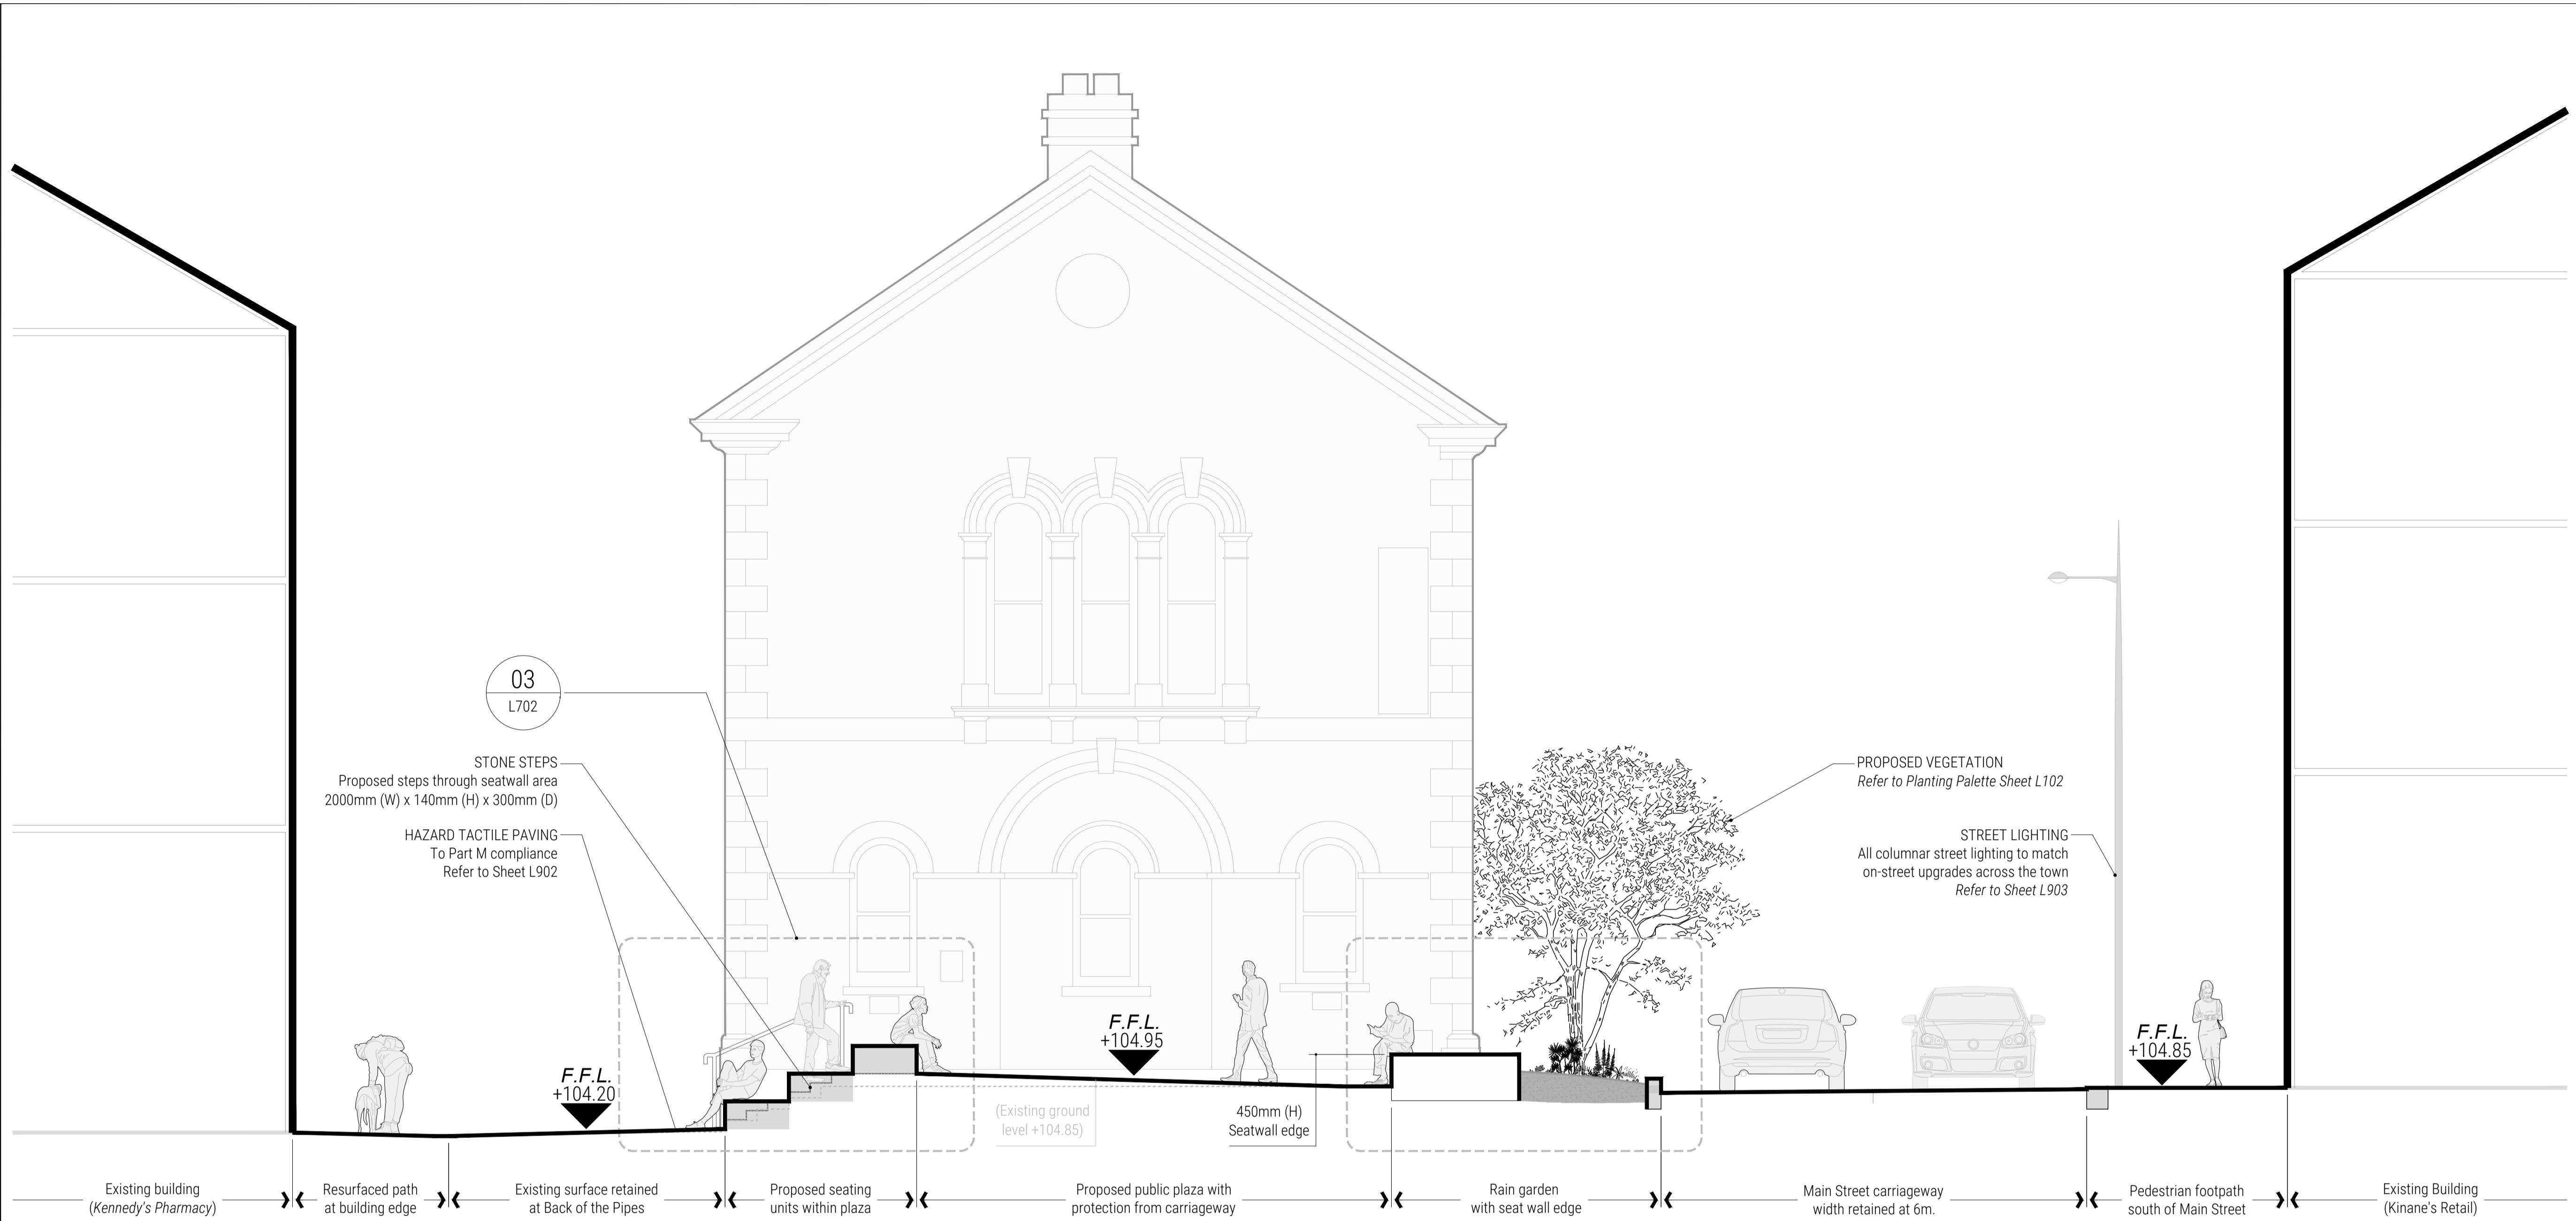 03
L702
STONE STEPS
Proposed steps through seatwall area
2000mm (W) x 140mm (H) x 300mm (D)
HAZARD TACTILE PAVING
To Part M compliance
Refer to Sheet L902
PROPOSED VEGETATION
Refer to Planting Palette Sheet L102
STREET LIGHTING
All columnar street lighting to match
on-street upgrades across the town
Refer to Sheet L903
F.F.L.
+104.20
F.F.L.
+104.95
F.F.L.
+104.85
(Existing ground
level +104.85)
450mm (H)
Seatwall edge
Existing building
(Kennedy's Pharmacy)
Resurfaced path
at building edge
Existing surface retained
at Back of the Pipes
Proposed seating
units within plaza
Proposed public plaza with
protection from carriageway
Rain garden
with seat wall edge
Main Street carriageway
width retained at 6m.
Pedestrian footpath
south of Main Street
Existing Building
(Kinane's Retail)